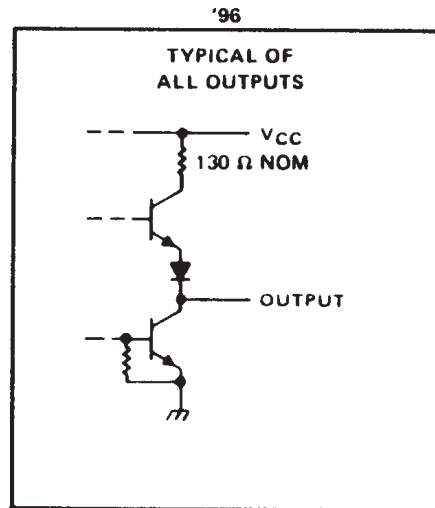 '96
TYPICAL OF
ALL OUTPUTS
VCC
130 Ω NOM
OUTPUT